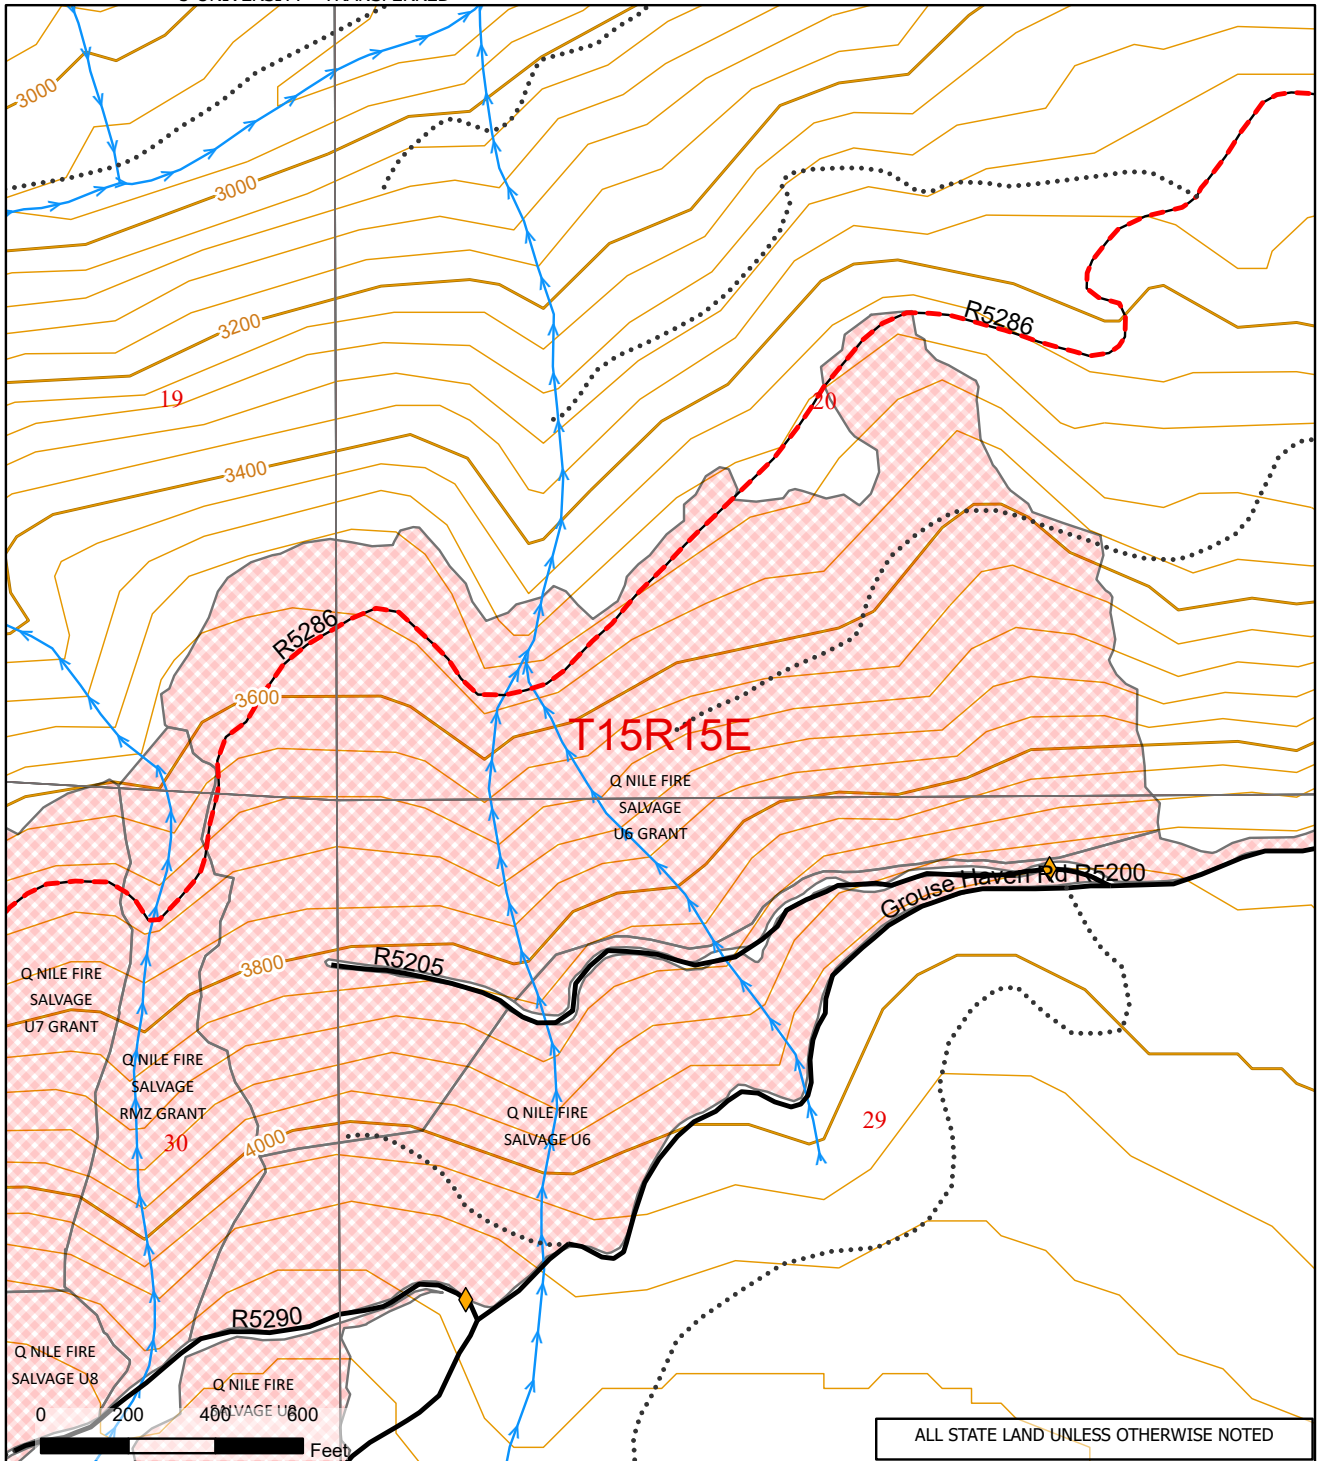 3000
3000
3200
R5286
19
20
3400
R5286
3600
T15R15E
Q NILE FIRE
SALVAGE
U6 GRANT
Grouse Haven Rd R5200
R5205
3800
Q NILE FIRE
SALVAGE
U7 GRANT
Q NILE FIRE
SALVAGE
RMZ GRANT
30
4000
Q NILE FIRE
SALVAGE U6
29
R5290
Q NILE FIRE
SALVAGE U8
Q NILE FIRE
SALVAGE U8
0 200 400 600
Feet
ALL STATE LAND UNLESS OTHERWISE NOTED